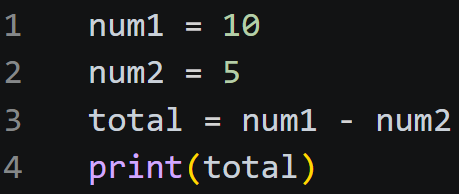 1 num1 = 10
2 num2 = 5
3 total = num1 - num2
4 print(total)